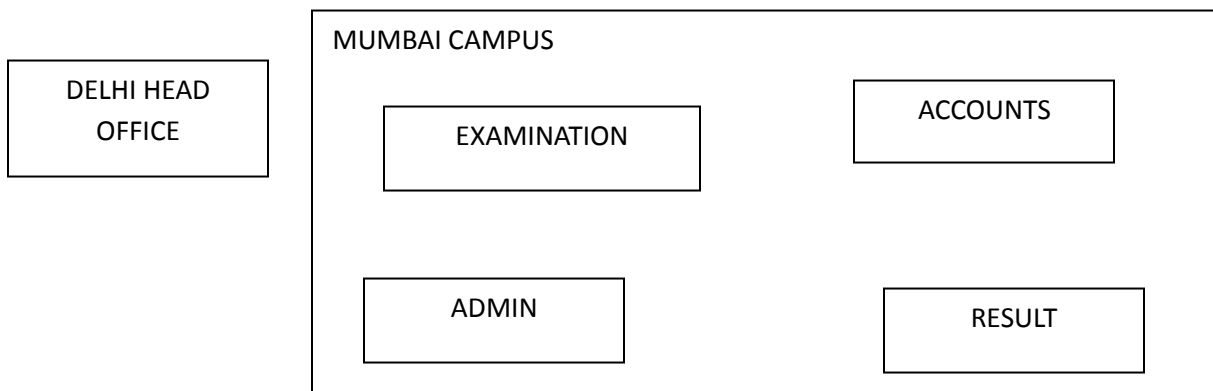 MUMBAI CAMPUS
DELHI HEAD
OFFICE
EXAMINATION
ACCOUNTS
ADMIN
RESULT